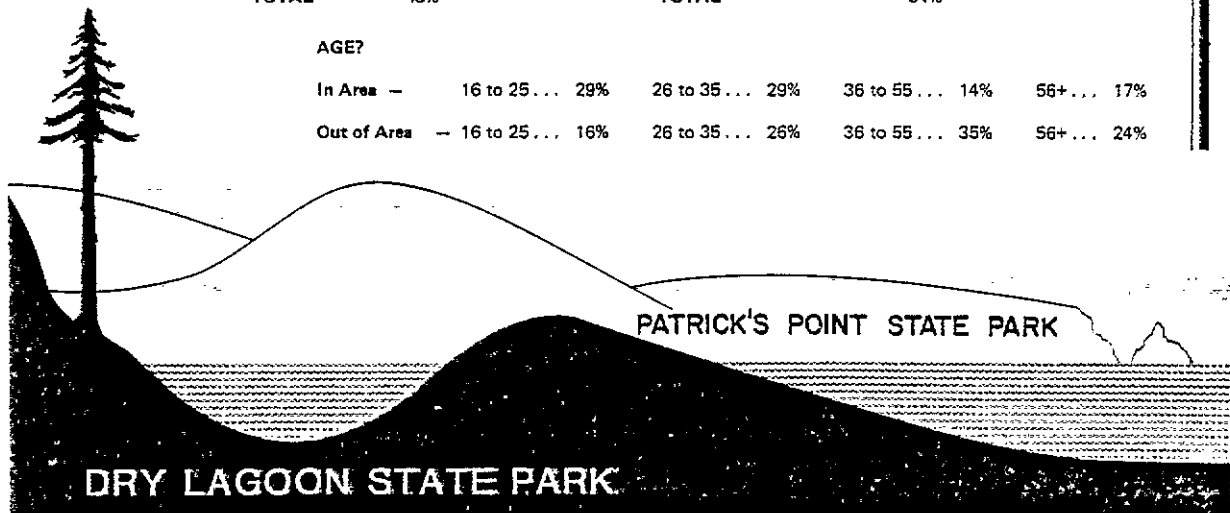 AGE?
In Area – 16 to 25... 29% 26 to 35... 29% 36 to 55... 14% 56+... 17%
Out of Area – 16 to 25... 16% 26 to 35... 26% 36 to 55... 35% 56+... 24%
PATRICK'S POINT STATE PARK
DRY LAGOON STATE PARK